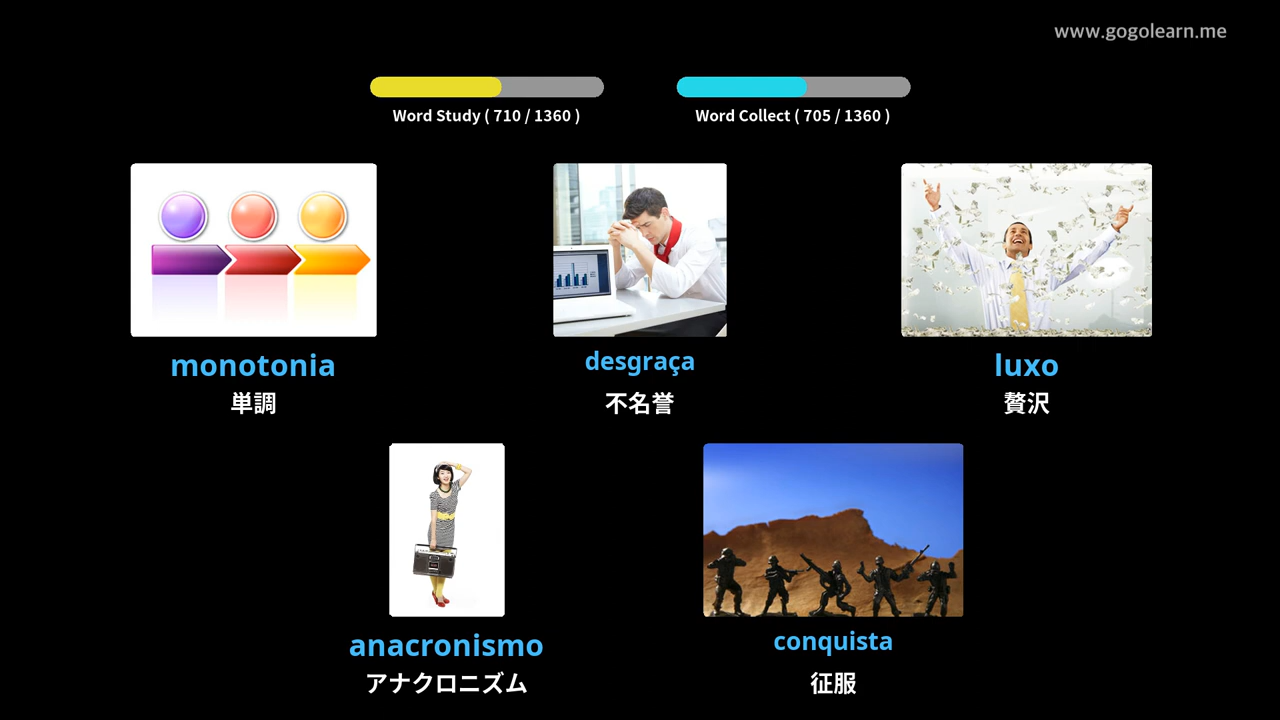 www.gogolearn.me
Word Study ( 710 / 1360 )
Word Collect ( 705 / 1360 )
monotonia
単調
desgraça
不名誉
luxo
贅沢
anacronismo
アナクロニズム
conquista
征服